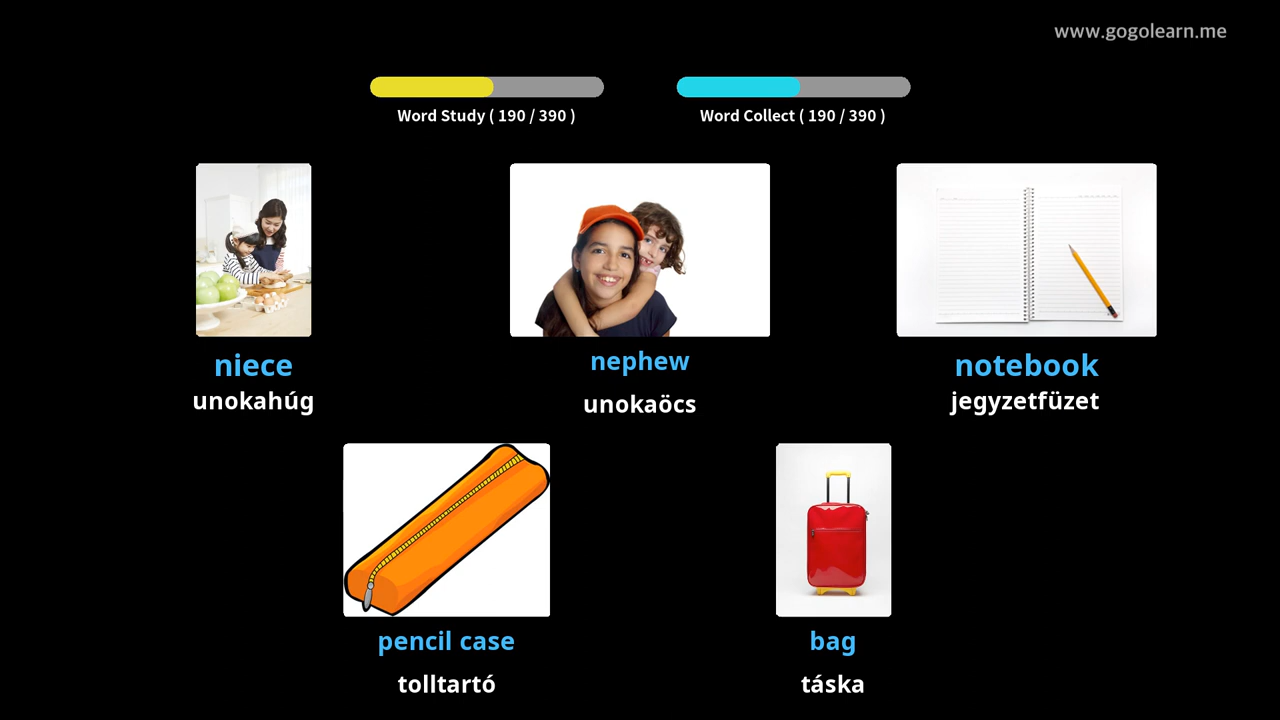 www.gogolearn.me
Word Study ( 190 / 390 )
Word Collect ( 190 / 390 )
niece
unokahúg
nephew
unokaöcs
notebook
jegyzetfüzet
pencil case
tolltartó
bag
táska